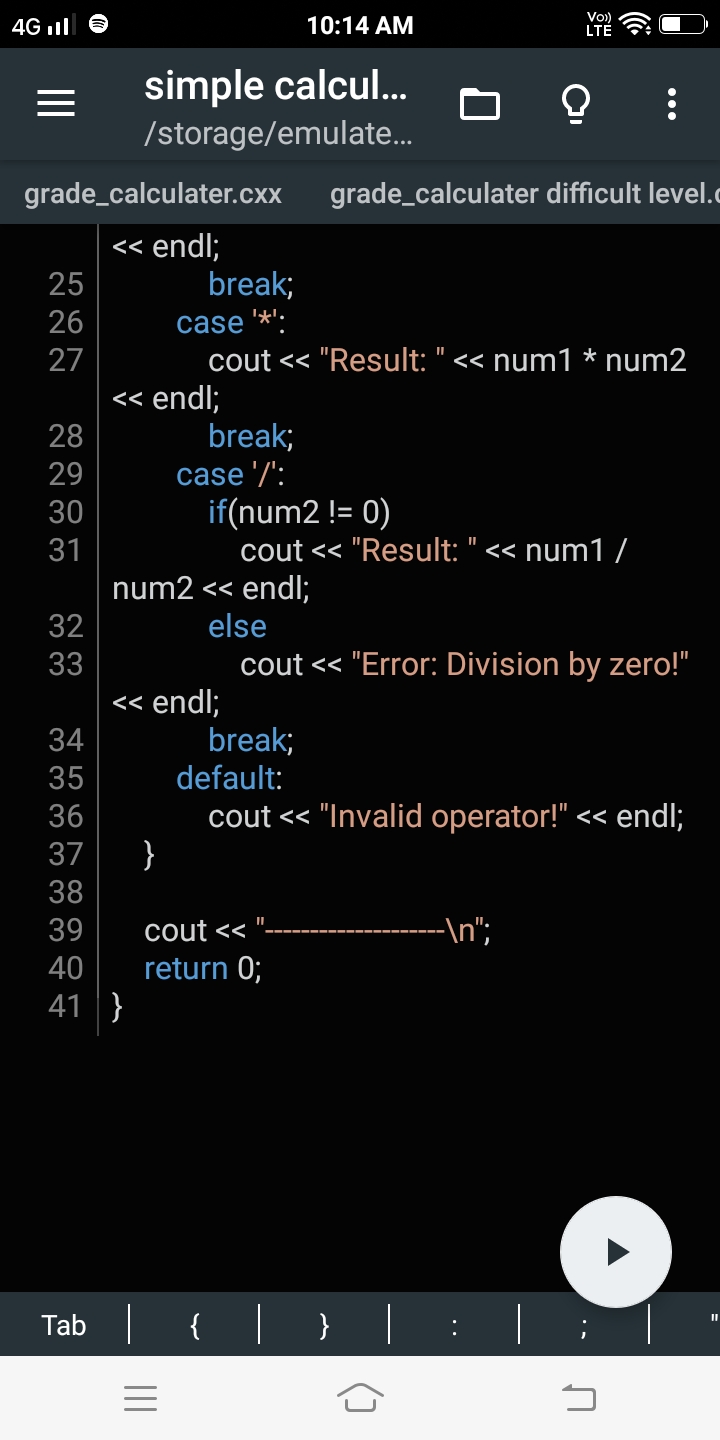 4G 10:14 AM Vo)) LTE
simple calcul...
/storage/emulate...
grade_calculater.cxx grade_calculater difficult level.c
<< endl;
25 break;
26 case '*':
27 cout << "Result: " << num1 * num2
<< endl;
28 break;
29 case '/':
30 if(num2 != 0)
31 cout << "Result: " << num1 /
num2 << endl;
32 else
33 cout << "Error: Division by zero!"
<< endl;
34 break;
35 default:
36 cout << "Invalid operator!" << endl;
37 }
38
39 cout << "--------------------\n";
40 return 0;
41 }
Tab { } : ; "